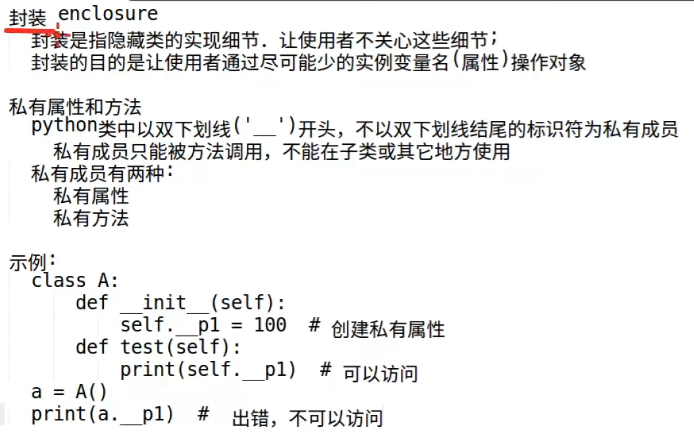 封装 enclosure
封装是指隐藏类的实现细节．让使用者不关心这些细节;
封装的目的是让使用者通过尽可能少的实例变量名(属性)操作对象
私有属性和方法
python类中以双下划线('__')开头，不以双下划线结尾的标识符为私有成员
私有成员只能被方法调用，不能在子类或其它地方使用
私有成员有两种:
私有属性
私有方法
示例:
class A:
def __init__(self):
self.__p1 = 100  # 创建私有属性
def test(self):
print(self.__p1)  # 可以访问
a = A()
print(a.__p1)  #  出错，不可以访问